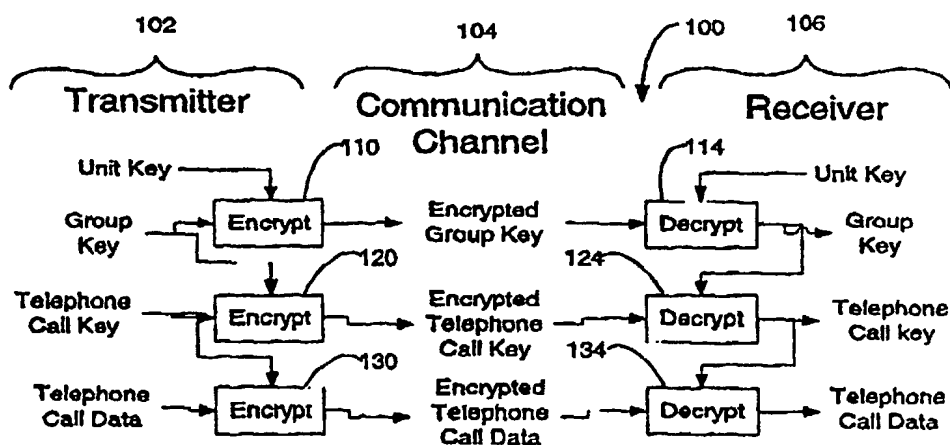 102
104
100
106
Transmitter
Communication
Channel
Receiver
110
114
Unit Key
Unit Key
Group
Key
Encrypt
Encrypted
Group Key
Decrypt
Group
Key
120
124
Telephone
Call Key
Encrypt
Encrypted
Telephone
Call Key
Decrypt
Telephone
Call key
130
134
Telephone
Call Data
Encrypt
Encrypted
Telephone
Call Data
Decrypt
Telephone
Call Data